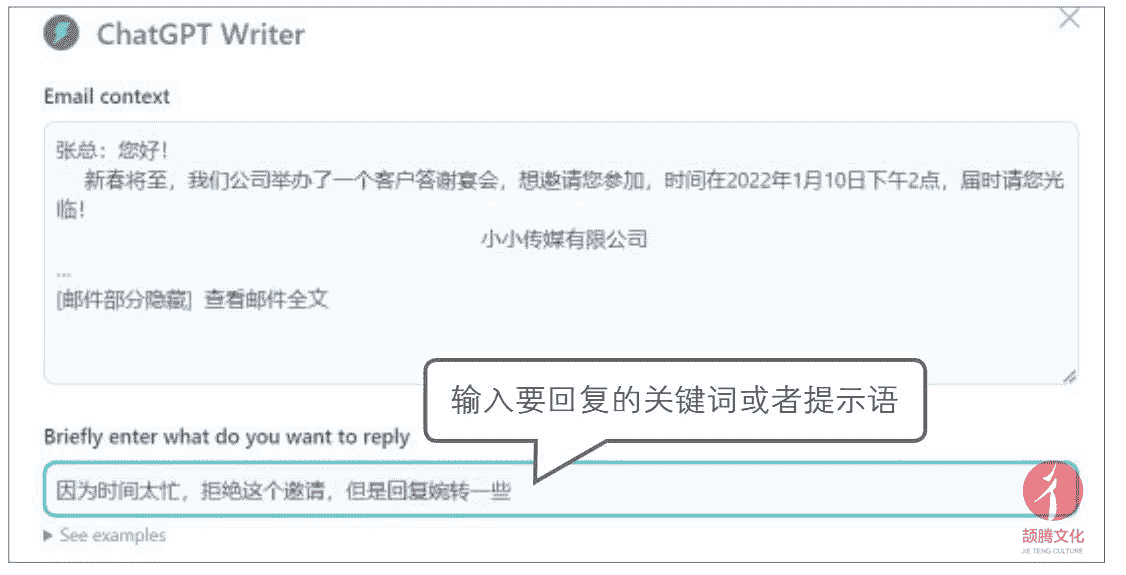 ChatGPT Writer
Email context
张总：您好！
新春将至，我们公司举办了一个客户答谢宴会，想邀请您参加，时间在2022年1月10日下午2点，届时请您光
临！
小小传媒有限公司
...
[邮件部分隐藏] 查看邮件全文
输入要回复的关键词或者提示语
Briefly enter what do you want to reply
因为时间太忙，拒绝这个邀请，但是回复婉转一些
See examples
颉腾文化
JIE TENG CULTURE